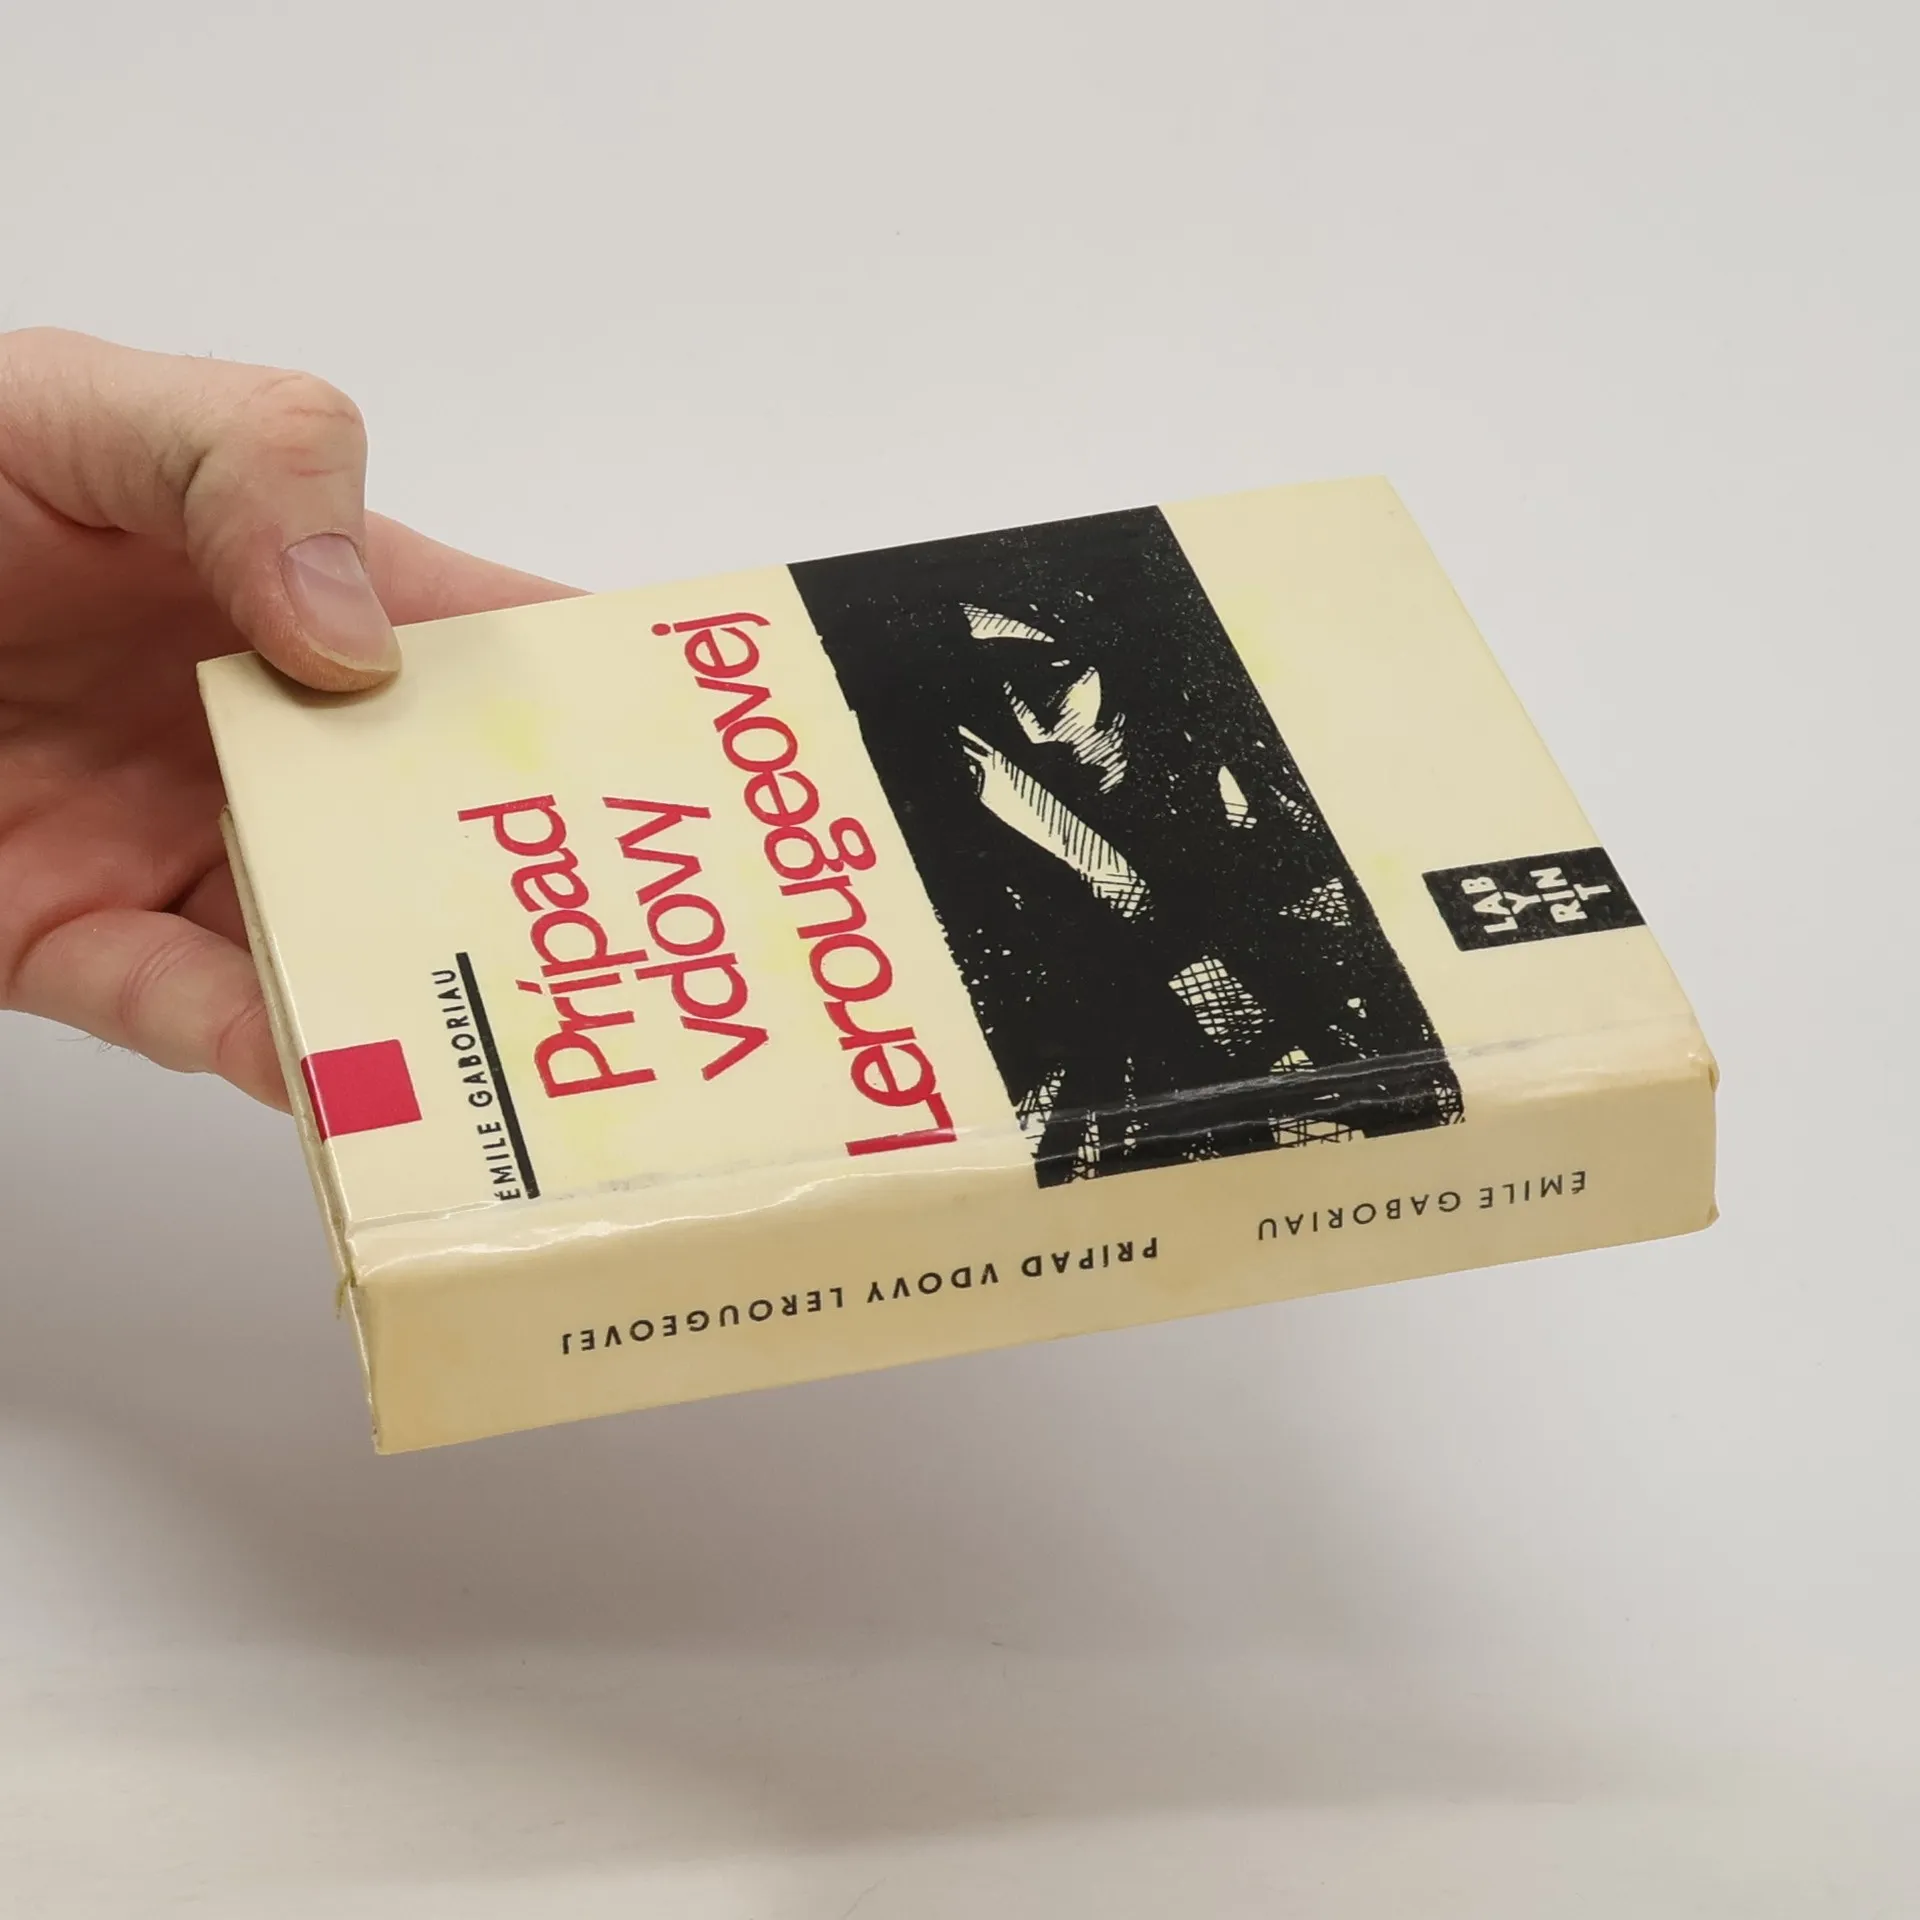 ÉMILE GABORIAU
Prípad
vdovy
Lerougeovej
LAB
Y
RIN
T
ÉMILE GABORIAU PRÍPAD VDOVY LEROUGEOVEJ